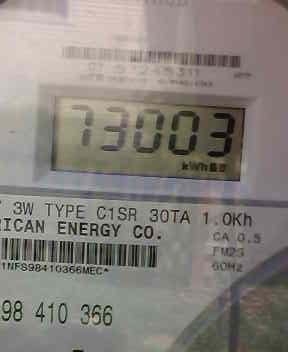 73003
kWh
3W TYPE C1SR 30TA 1.0Kh
RICAN ENERGY CO.
CA 0.5
FM2S
60Hz
1NFS98410366MEC*
98 410 366